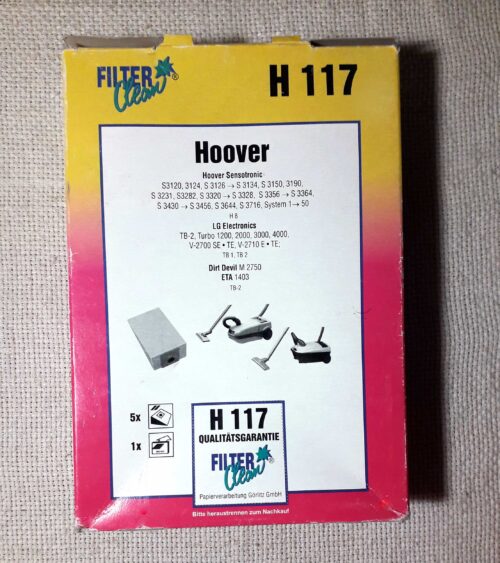 FILTER
Clean®
H 117
Hoover
Hoover Sensotronic
S3120, 3124, S 3126 → S 3134, S 3150, 3190,
S 3231, S3282, S 3320 → S 3328, S 3356 → S 3364,
S 3430 → S 3456, S 3644, S 3716, System 1 → 50
H 8
LG Electronics
TB-2, Turbo 1200, 2000, 3000, 4000,
V-2700 SE • TE, V-2710 E • TE;
TB 1, TB 2
Dirt Devil M 2750
ETA 1403
TB-2
5x
1x
H 117
QUALITÄTSGARANTIE
FILTER
Clean
Papierverarbeitung Görlitz GmbH
Bitte heraustrennen zum Nachkauf